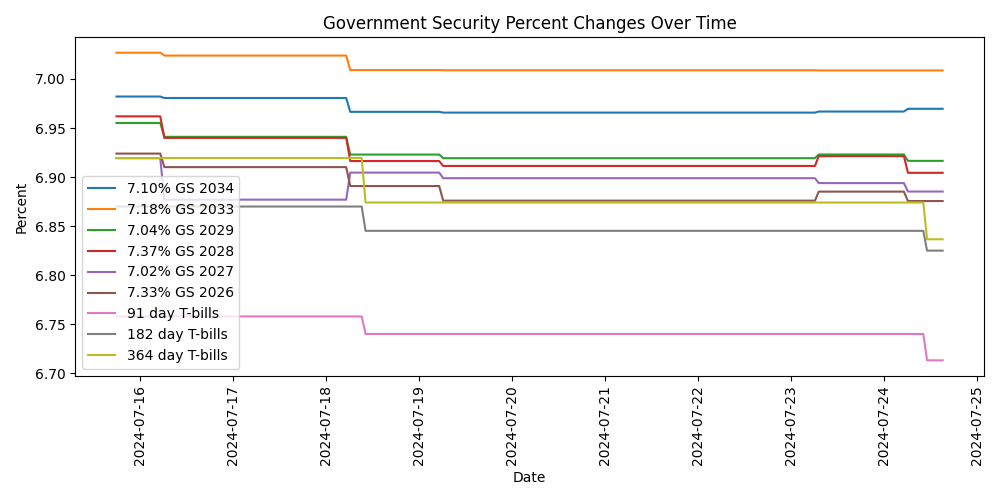 Government Security Percent Changes Over Time
Percent
7.00
6.95
6.90
6.85
6.80
6.75
6.70
7.10% GS 2034
7.18% GS 2033
7.04% GS 2029
7.37% GS 2028
7.02% GS 2027
7.33% GS 2026
91 day T-bills
182 day T-bills
364 day T-bills
2024-07-16
2024-07-17
2024-07-18
2024-07-19
2024-07-20
2024-07-21
2024-07-22
2024-07-23
2024-07-24
2024-07-25
Date